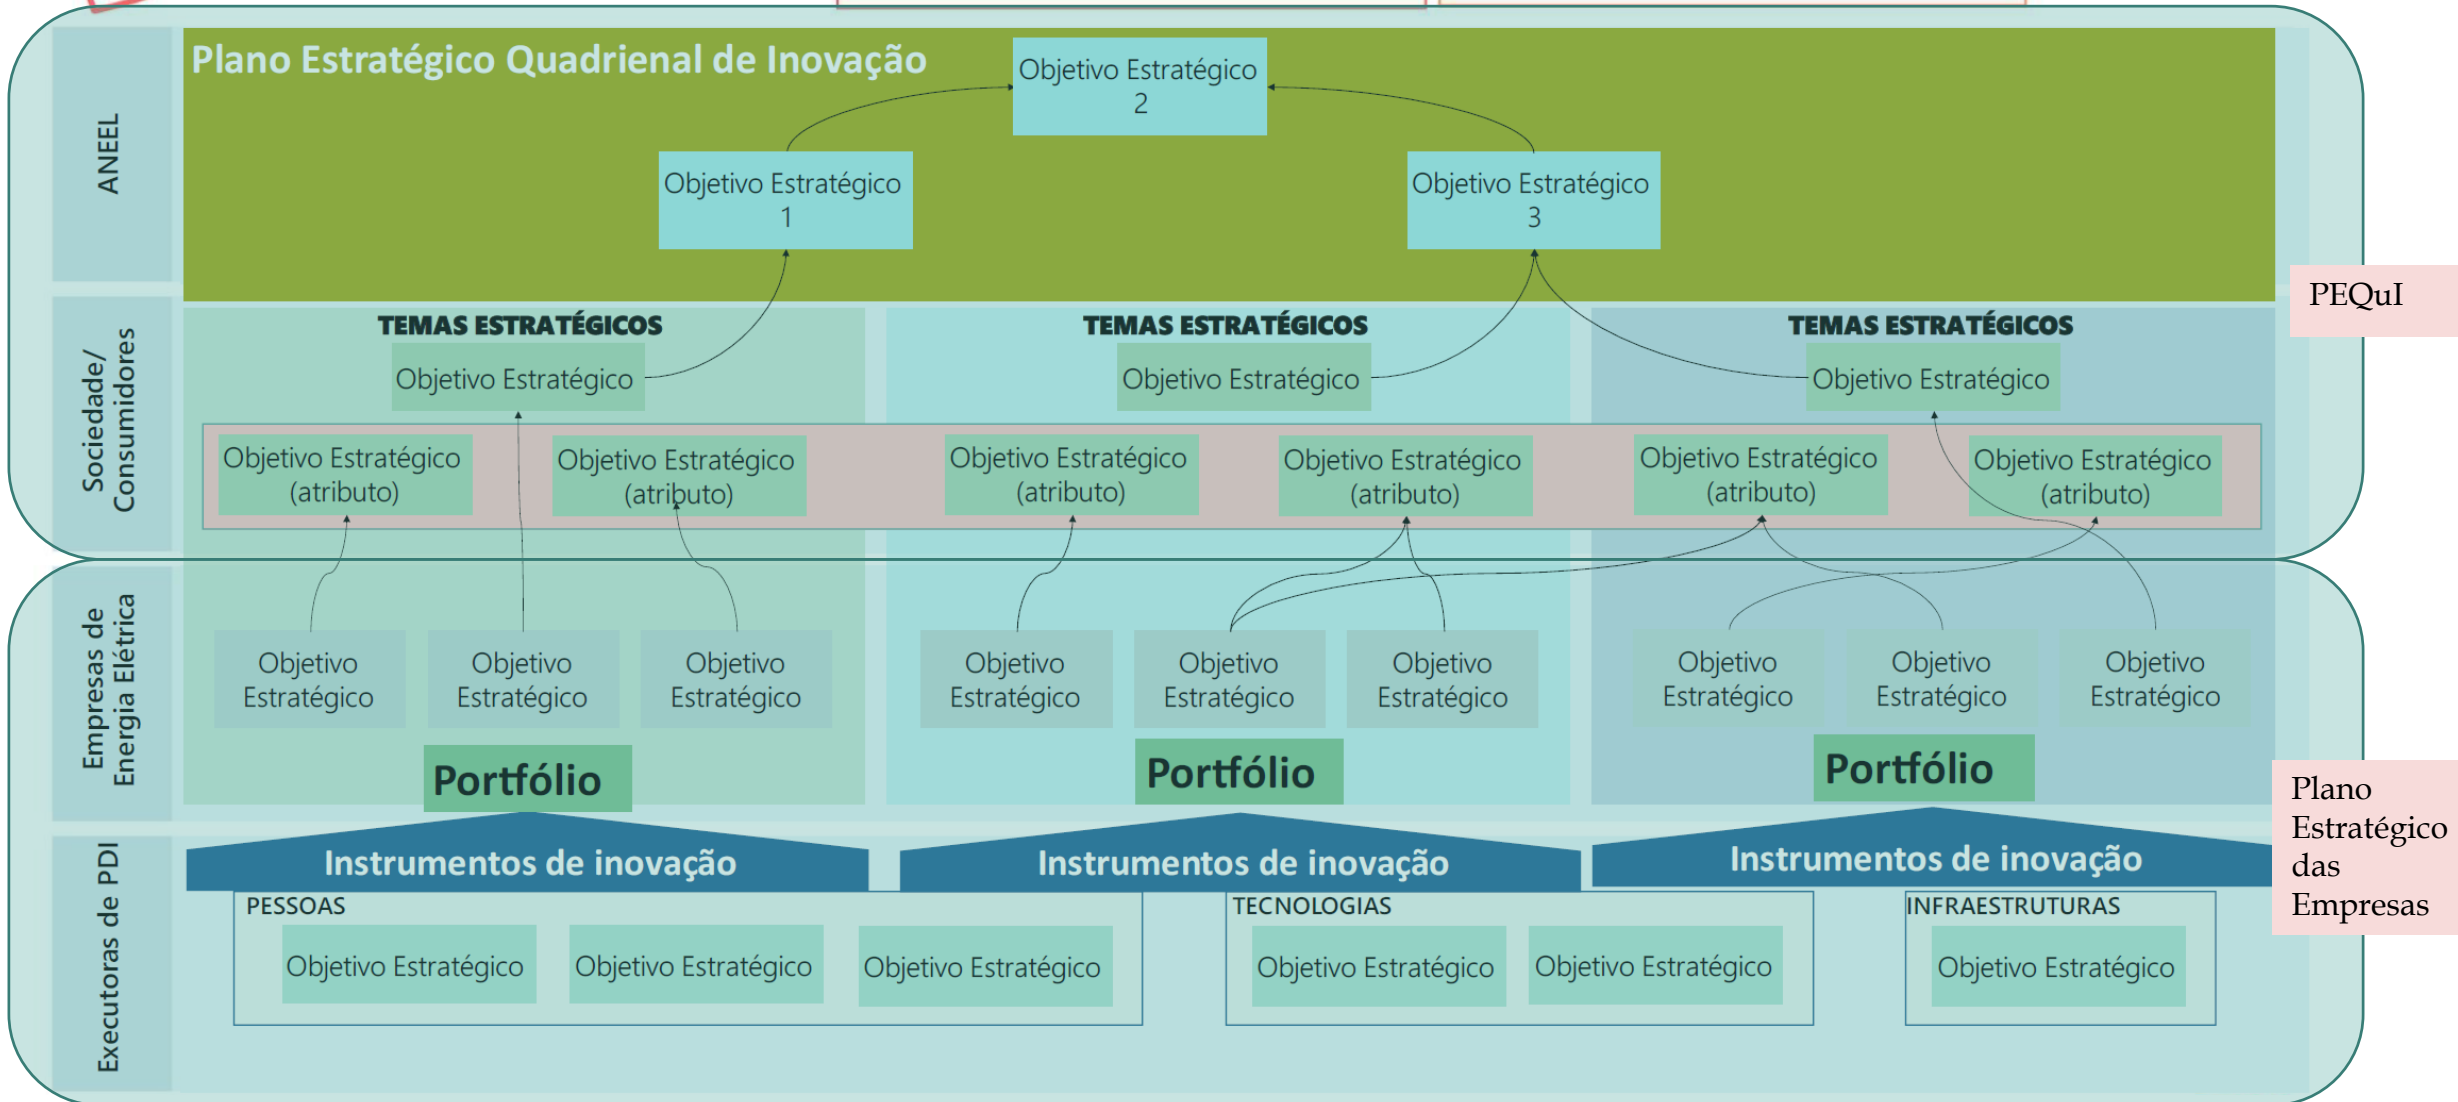 Plano Estratégico Quadrienal de Inovação
Objetivo Estratégico
2
Objetivo Estratégico
1
Objetivo Estratégico
3
ANEEL
PEQuI
Sociedade/
Consumidores
TEMAS ESTRATÉGICOS
TEMAS ESTRATÉGICOS
TEMAS ESTRATÉGICOS
Objetivo Estratégico
Objetivo Estratégico
Objetivo Estratégico
Objetivo Estratégico
(atributo)
Objetivo Estratégico
(atributo)
Objetivo Estratégico
(atributo)
Objetivo Estratégico
(atributo)
Objetivo Estratégico
(atributo)
Objetivo Estratégico
(atributo)
Empresas de
Energia Elétrica
Objetivo
Estratégico
Objetivo
Estratégico
Objetivo
Estratégico
Objetivo
Estratégico
Objetivo
Estratégico
Objetivo
Estratégico
Objetivo
Estratégico
Objetivo
Estratégico
Objetivo
Estratégico
Portfólio
Portfólio
Portfólio
Plano
Estratégico
das
Empresas
Executoras de PDI
Instrumentos de inovação
Instrumentos de inovação
Instrumentos de inovação
PESSOAS
Objetivo Estratégico
Objetivo Estratégico
Objetivo Estratégico
TECNOLOGIAS
Objetivo Estratégico
Objetivo Estratégico
INFRAESTRUTURAS
Objetivo Estratégico